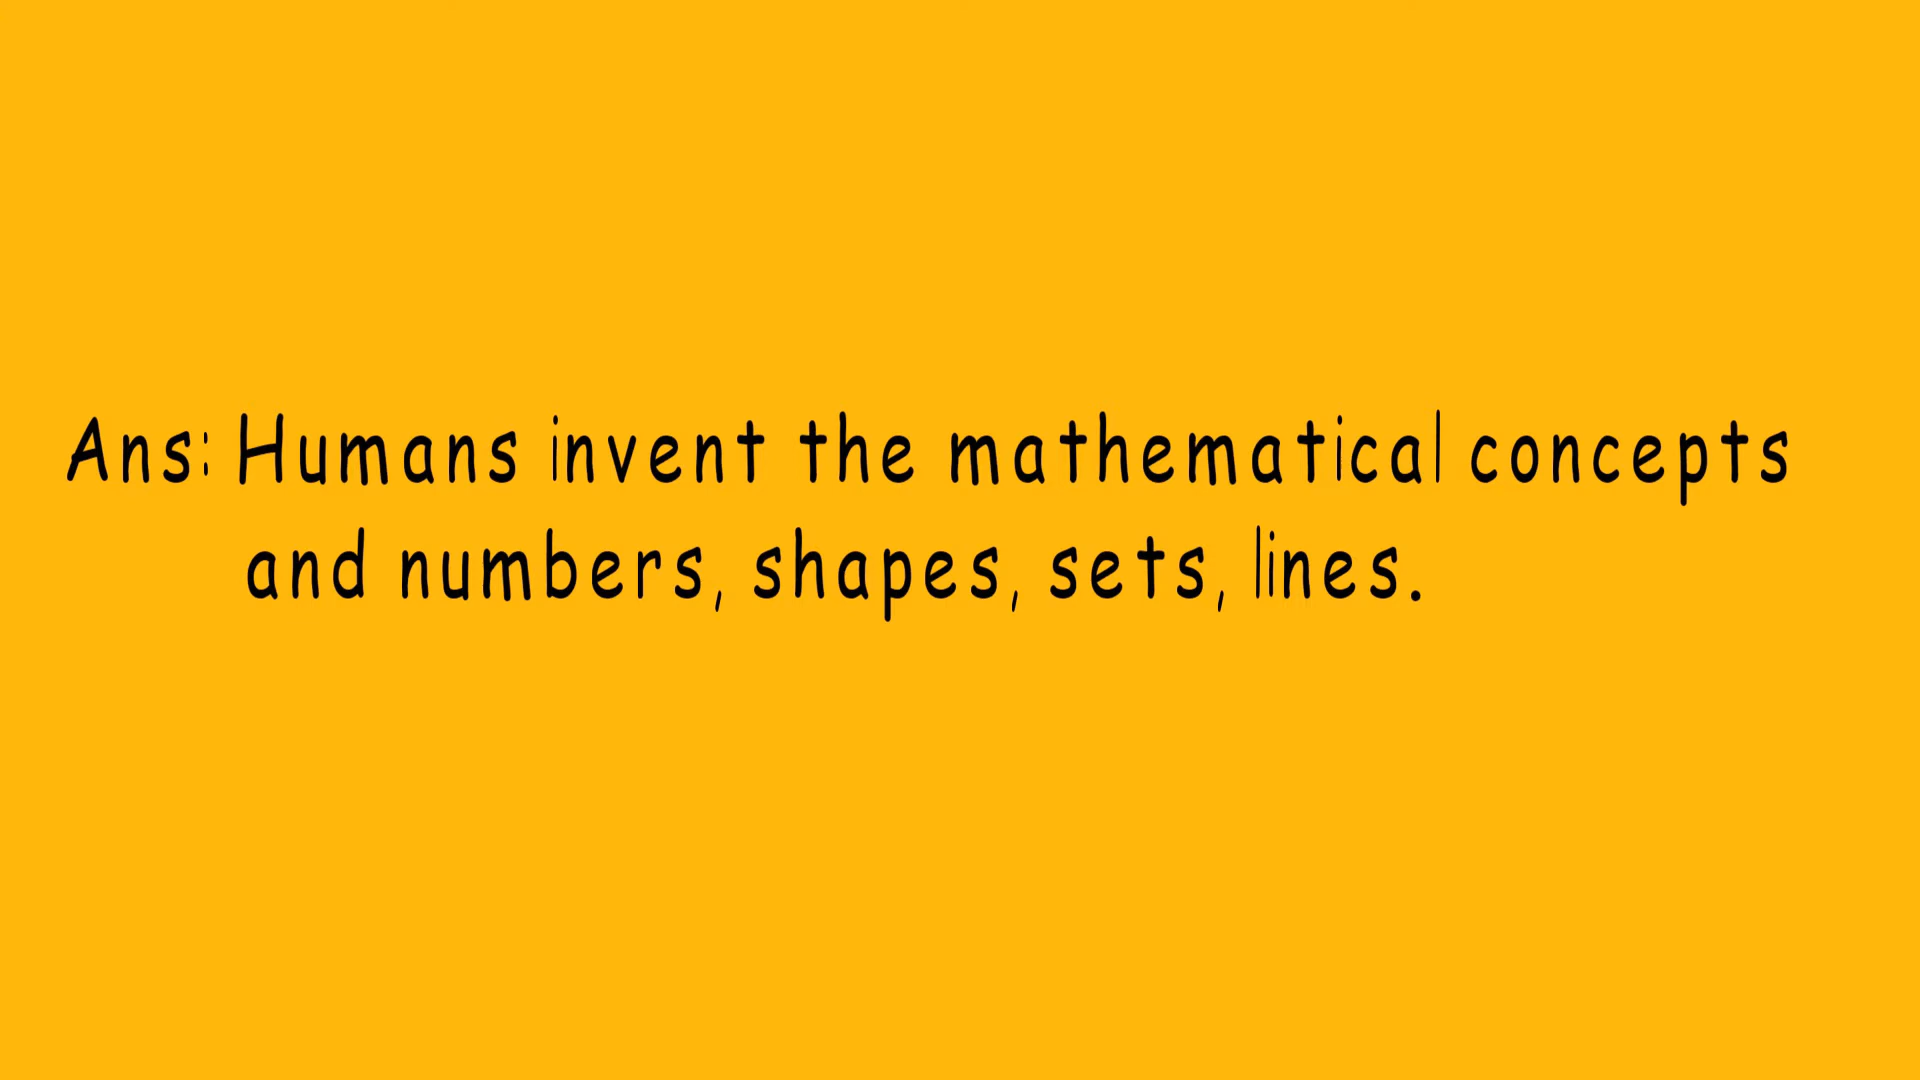 Ans: Humans invent the mathematical concepts
and numbers, shapes, sets, lines.